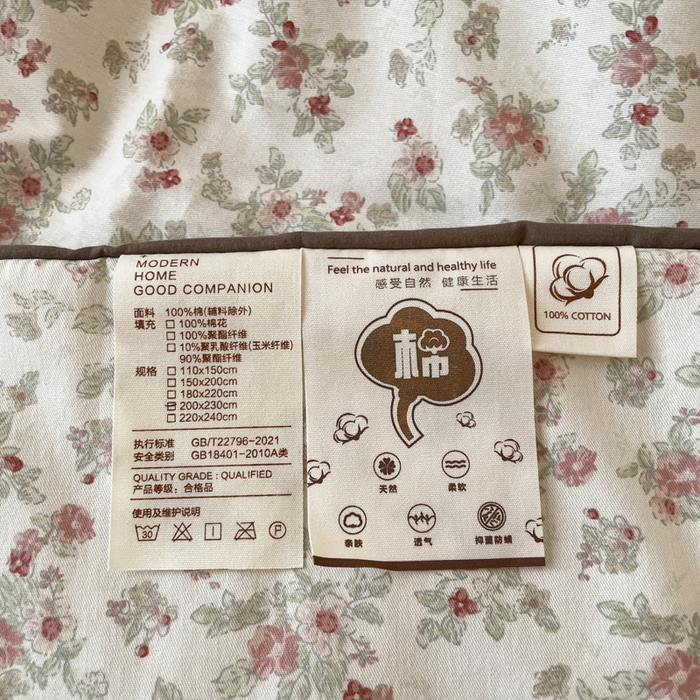 MODERN
HOME
GOOD COMPANION
面料 100%棉(辅料除外)
填充 □ 100%棉花
□ 100%聚酯纤维
□ 10%聚乳酸纤维(玉米纤维)
90%聚酯纤维
规格 □ 110x150cm
□ 150x200cm
□ 180x220cm
□ 200x230cm
□ 220x240cm
执行标准 GB/T22796-2021
安全类别 GB18401-2010A类
QUALITY GRADE : QUALIFIED
产品等级：合格品
使用及维护说明
30
P
Feel the natural and healthy life
感受自然 健康生活
棉
天然 柔软
亲肤 透气 抑菌防螨
100% COTTON